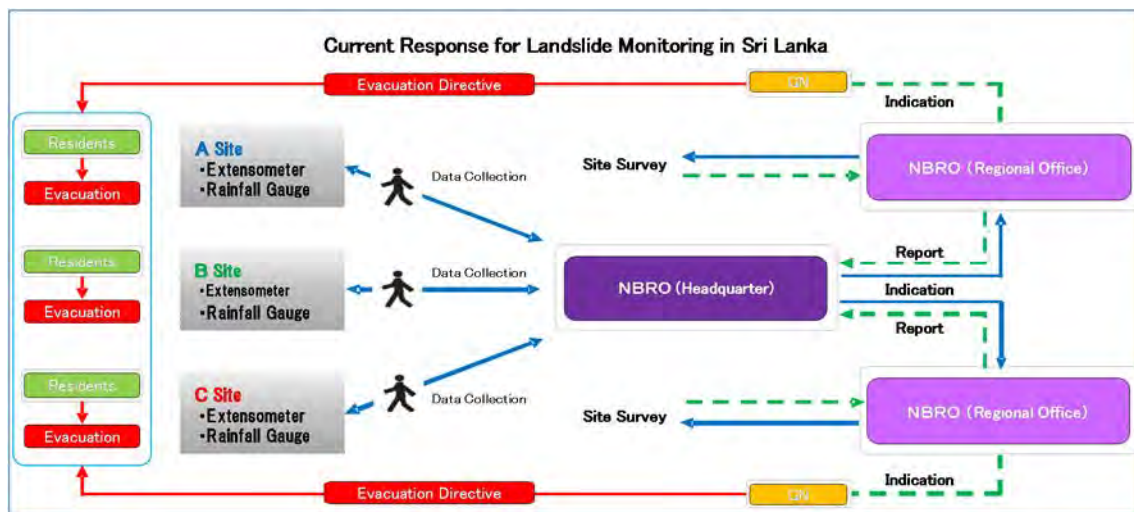 Current Response for Landslide Monitoring in Sri Lanka
Evacuation Directive
GN
Indication
Residents
Evacuation
Residents
Evacuation
Residents
Evacuation
A Site
・Extensometer
・Rainfall Gauge
Data Collection
B Site
・Extensometer
・Rainfall Gauge
Data Collection
C Site
・Extensometer
・Rainfall Gauge
Data Collection
Site Survey
NBRO (Regional Office)
Report
NBRO (Headquarter)
Indication
Report
Site Survey
NBRO (Regional Office)
Evacuation Directive
GN
Indication